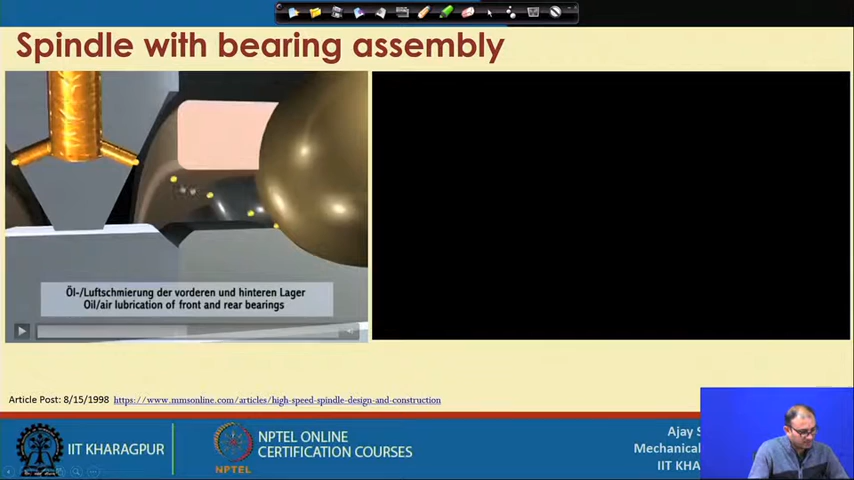 Spindle with bearing assembly
Öl-/Luftschmierung der vorderen und hinteren Lager
Oil/air lubrication of front and rear bearings
Article Post: 8/15/1998 https://www.mmsonline.com/articles/high-speed-spindle-design-and-construction
IIT KHARAGPUR
NPTEL
NPTEL ONLINE
CERTIFICATION COURSES
Ajay
Mechanical
IIT